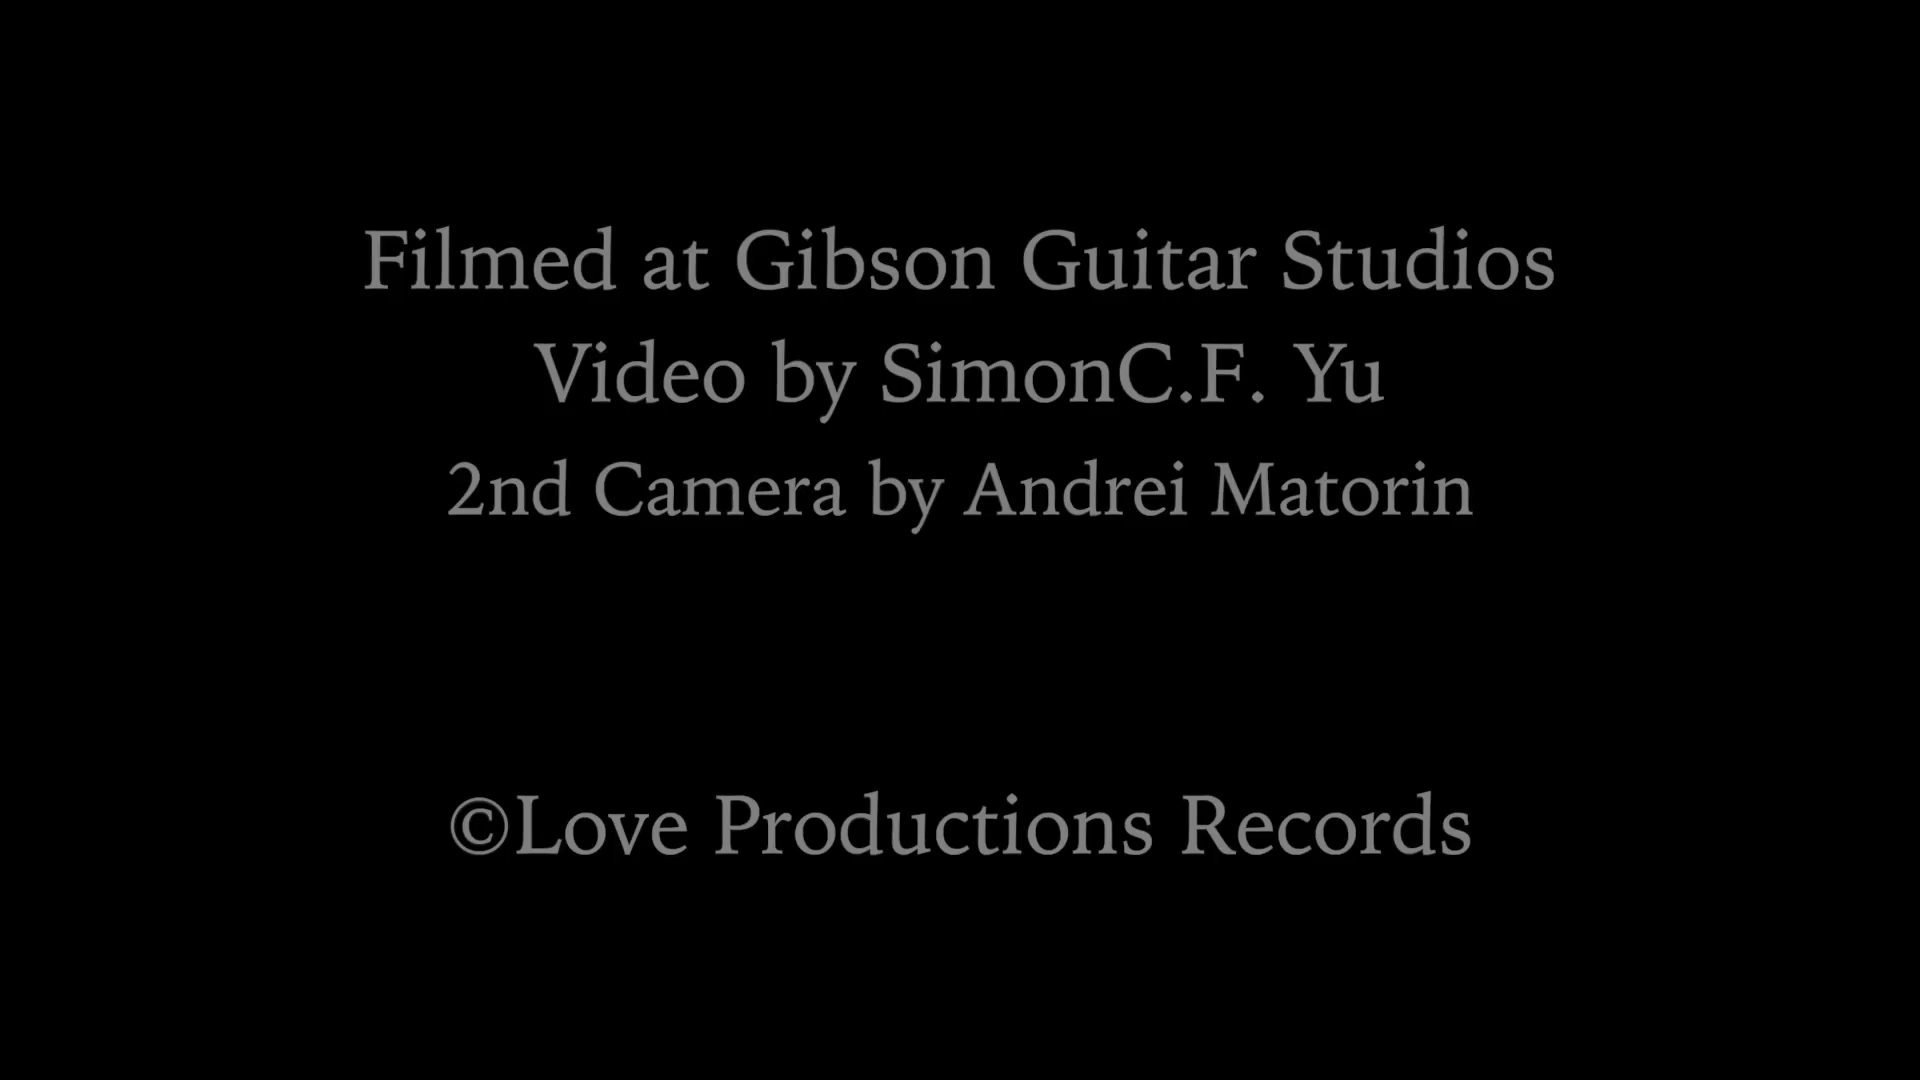 Filmed at Gibson Guitar Studios
Video by SimonC.F. Yu
2nd Camera by Andrei Matorin
©Love Productions Records